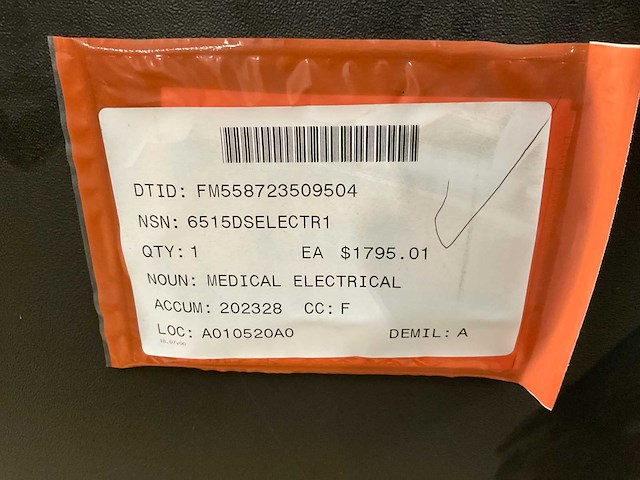 DTID: FM558723509504
NSN: 6515DSELECTR1
QTY: 1 EA $1795.01
NOUN: MEDICAL ELECTRICAL
ACCUM: 202328 CC: F
LOC: A010520A0 DEMIL: A